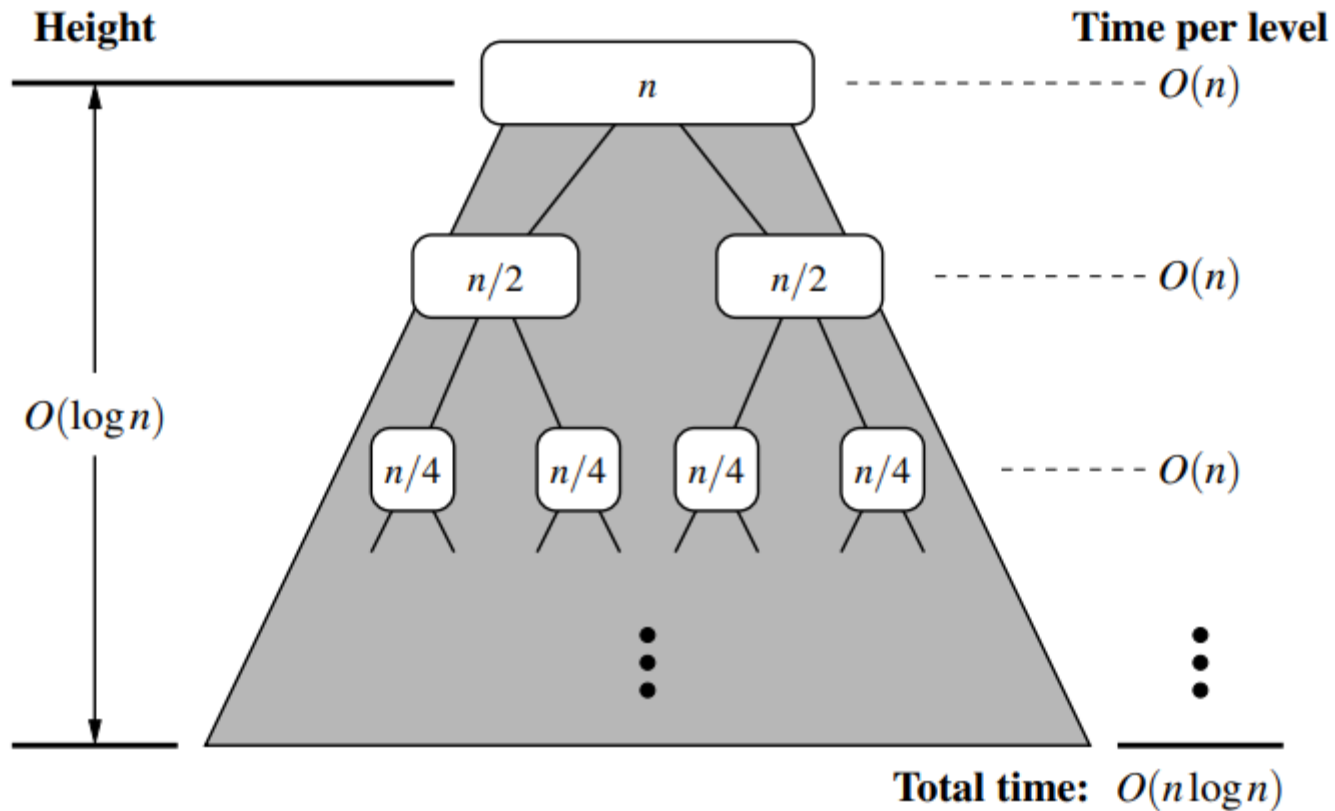 Height
Time per level
n
O(n)
n/2
n/2
O(n)
O(log n)
n/4
n/4
n/4
n/4
O(n)
Total time: O(n log n)